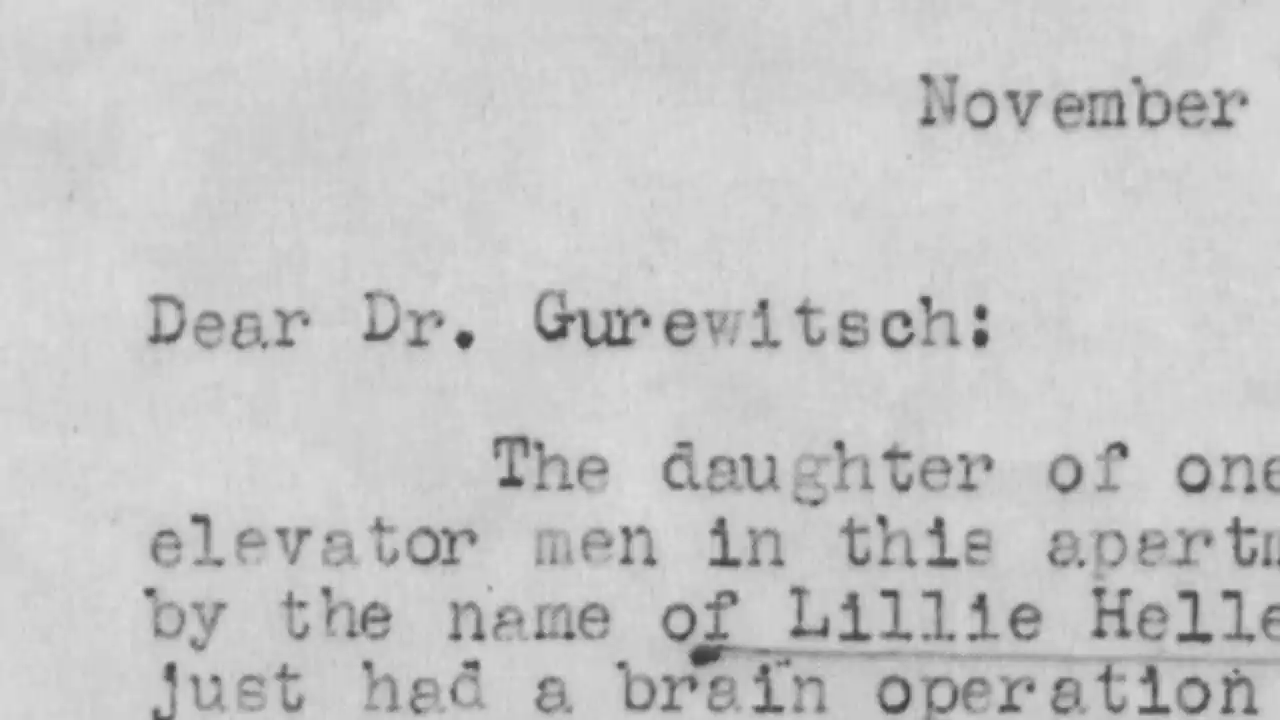 November
Dear Dr. Gurewitsch:
The daughter of one
elevator men in this apartm
by the name of Lillie Helle
just had a brain operation